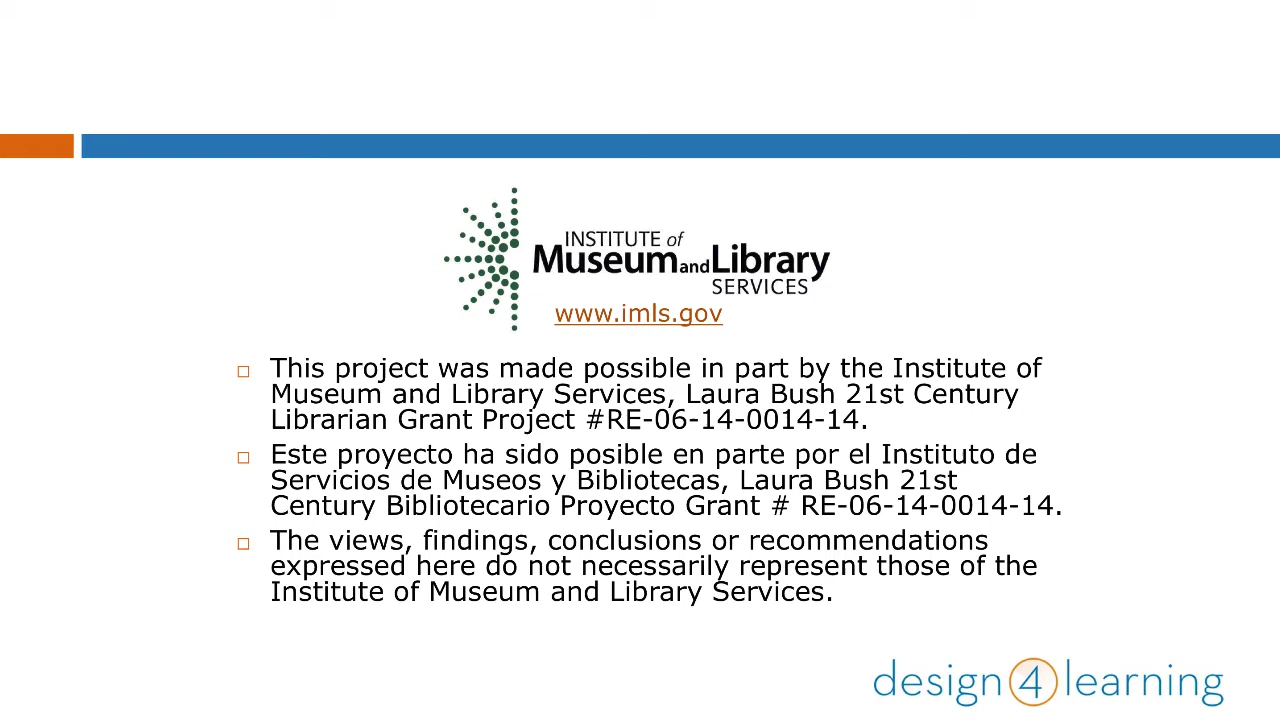 INSTITUTE of
Museum and Library
SERVICES
www.imls.gov
This project was made possible in part by the Institute of
Museum and Library Services, Laura Bush 21st Century
Librarian Grant Project #RE-06-14-0014-14.
Este proyecto ha sido posible en parte por el Instituto de
Servicios de Museos y Bibliotecas, Laura Bush 21st
Century Bibliotecario Proyecto Grant # RE-06-14-0014-14.
The views, findings, conclusions or recommendations
expressed here do not necessarily represent those of the
Institute of Museum and Library Services.
design 4 learning